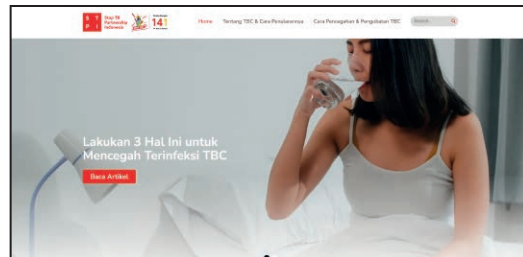 S T
P I
Stop TB
Partnership
Indonesia
141
Home
Tentang TBC & Cara Penularannya
Cara Pencegahan & Pengobatan TBC
Search...
Lakukan 3 Hal Ini untuk
Mencegah Terinfeksi TBC
Baca Artikel